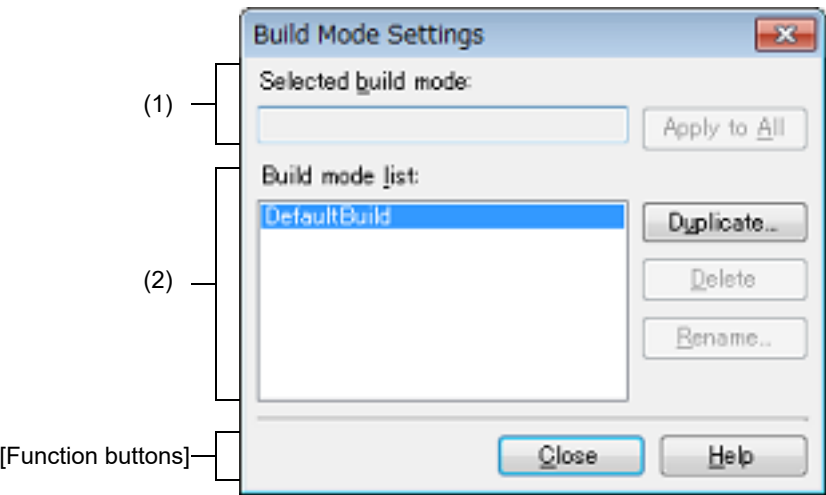 Build Mode Settings
(1)
Selected build mode:
Apply to All
Build mode list:
DefaultBuild
Duplicate...
(2)
Delete
Rename...
[Function buttons]
Close
Help